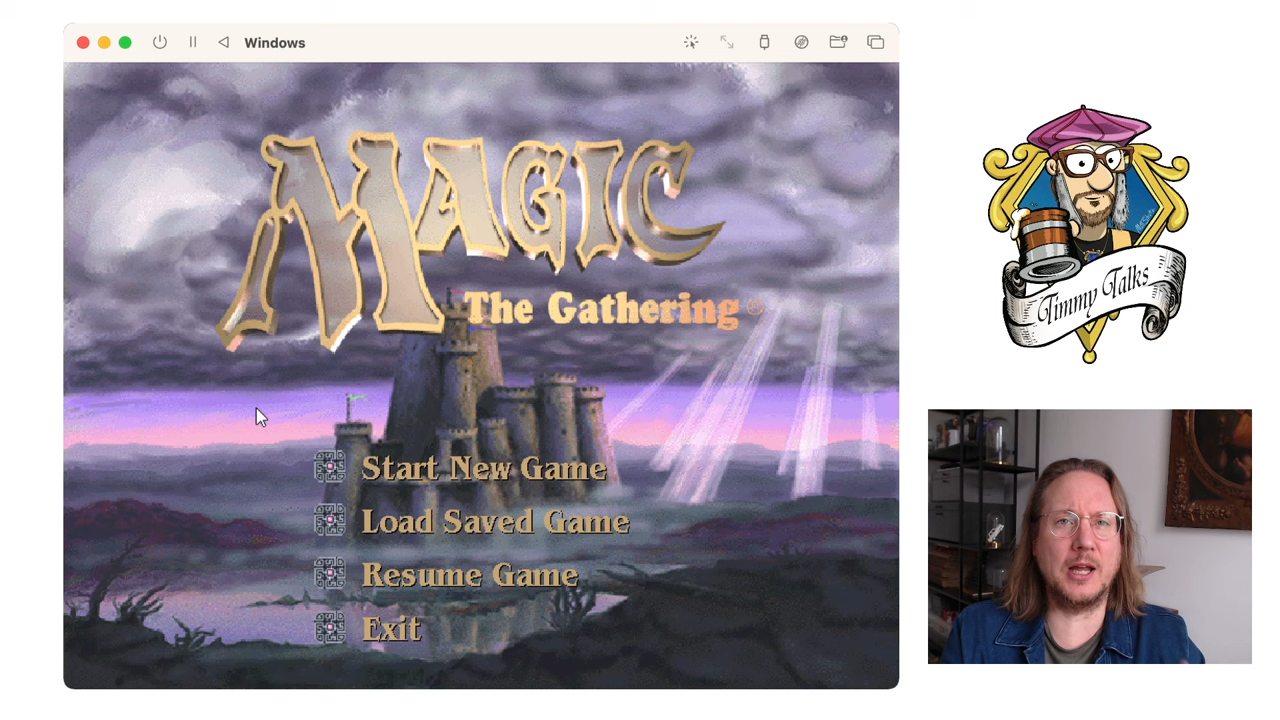 Windows
MAGIC
The Gathering®
Start New Game
Load Saved Game
Resume Game
Exit
Timmy Talks